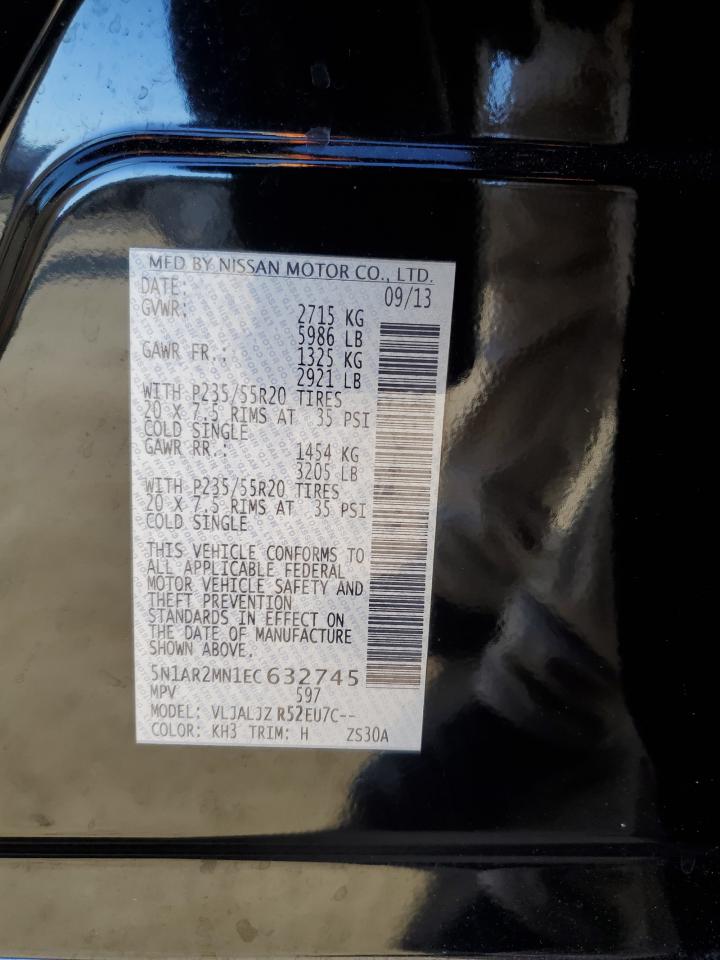 MFD BY NISSAN MOTOR CO., LTD.
DATE: 09/13
GVWR: 2715 KG
5986 LB
GAWR FR.: 1325 KG
2921 LB
WITH P235/55R20 TIRES
20 X 7.5 RIMS AT 35 PSI
COLD SINGLE
GAWR RR.: 1454 KG
3205 LB
WITH P235/55R20 TIRES
20 X 7.5 RIMS AT 35 PSI
COLD SINGLE
THIS VEHICLE CONFORMS TO
ALL APPLICABLE FEDERAL
MOTOR VEHICLE SAFETY AND
THEFT PREVENTION
STANDARDS IN EFFECT ON
THE DATE OF MANUFACTURE
SHOWN ABOVE.
5N1AR2MN1EC632745
MPV 597
MODEL: VLJALJZ R52EU7C--
COLOR: KH3 TRIM: H ZS30A